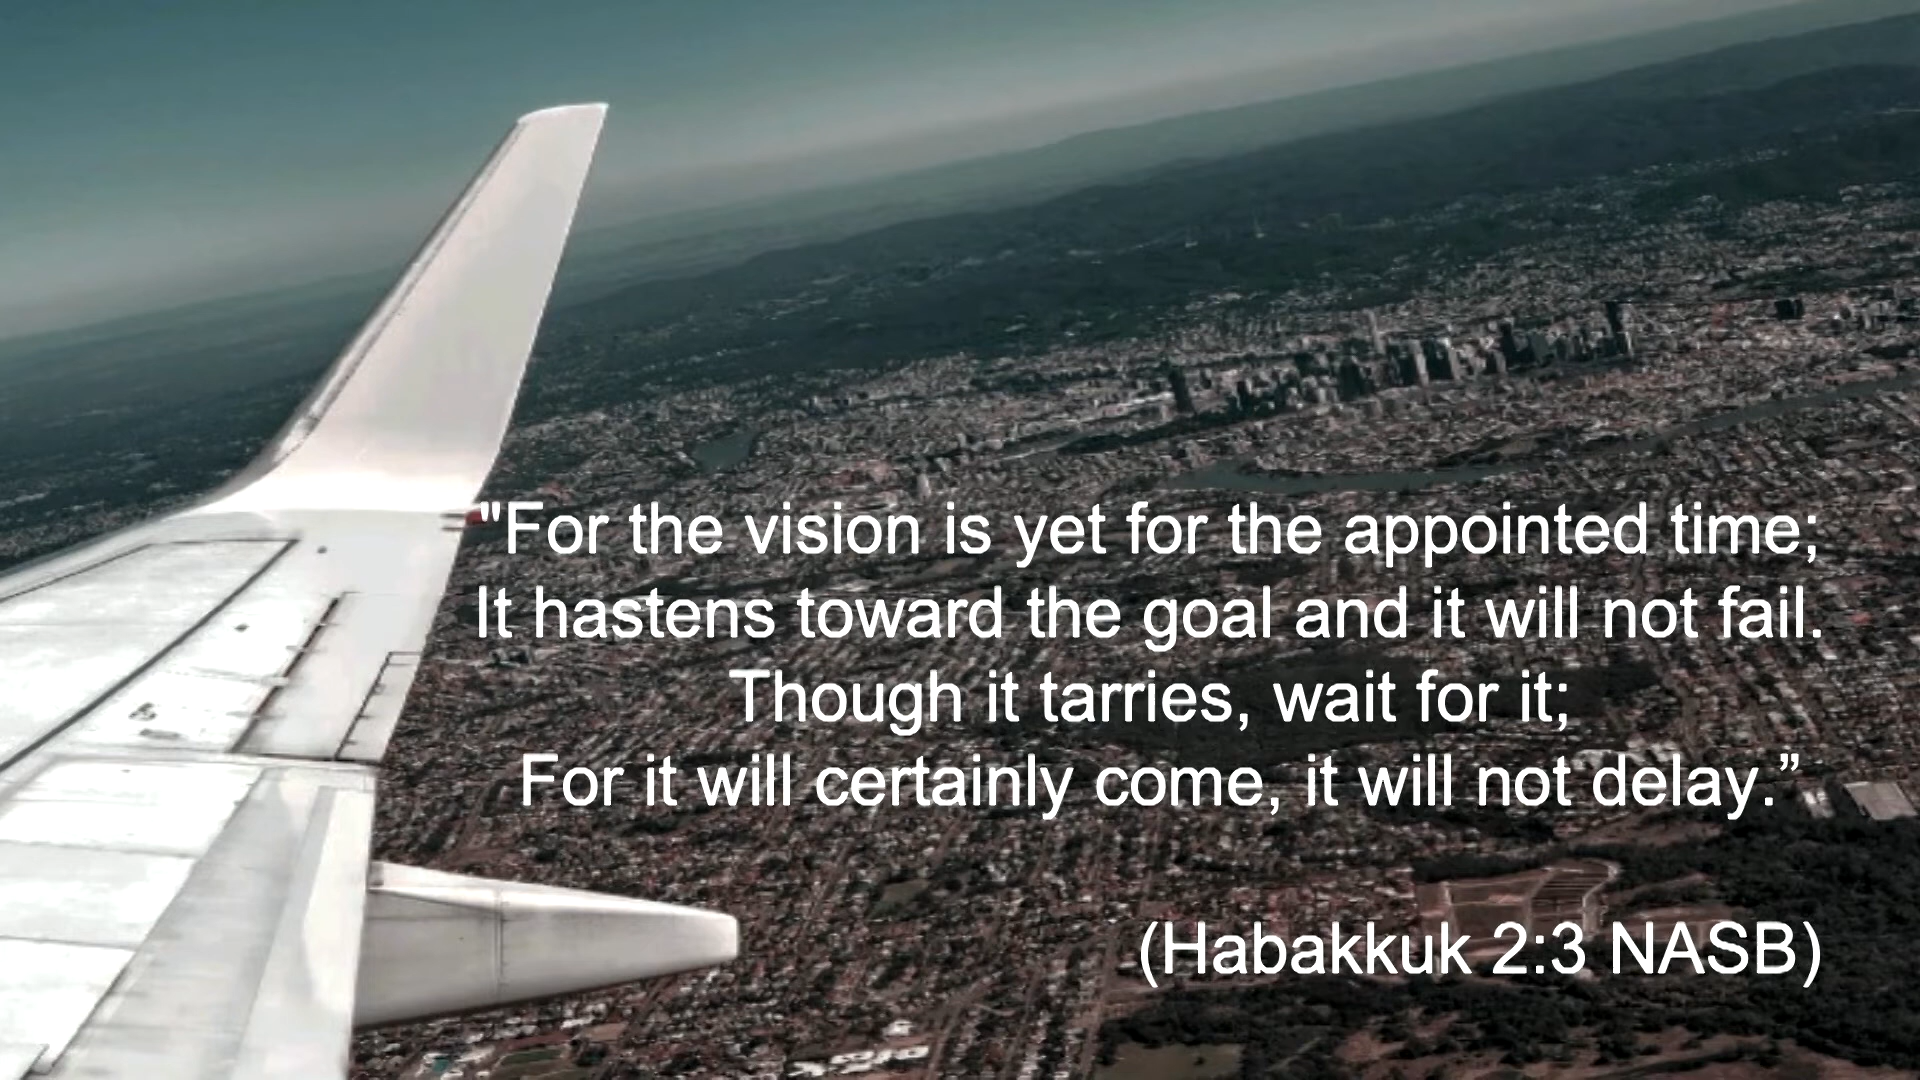 "For the vision is yet for the appointed time;
It hastens toward the goal and it will not fail.
Though it tarries, wait for it;
For it will certainly come, it will not delay.”
(Habakkuk 2:3 NASB)